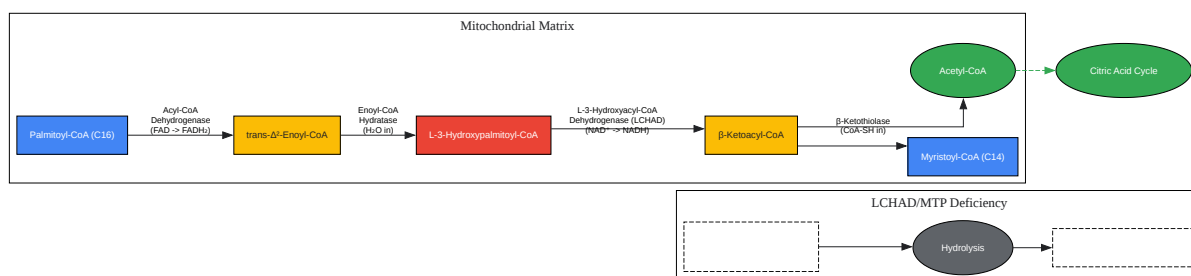 Mitochondrial Matrix
Acetyl-CoA
Citric Acid Cycle
Acyl-CoA
Dehydrogenase
(FAD -> FADH₂)
Enoyl-CoA
Hydratase
(H₂O in)
L-3-Hydroxyacyl-CoA
Dehydrogenase (LCHAD)
(NAD⁺ -> NADH)
β-Ketothiolase
(CoA-SH in)
Palmitoyl-CoA (C16)
trans-Δ²-Enoyl-CoA
L-3-Hydroxypalmitoyl-CoA
β-Ketoacyl-CoA
Myristoyl-CoA (C14)
LCHAD/MTP Deficiency
Hydrolysis